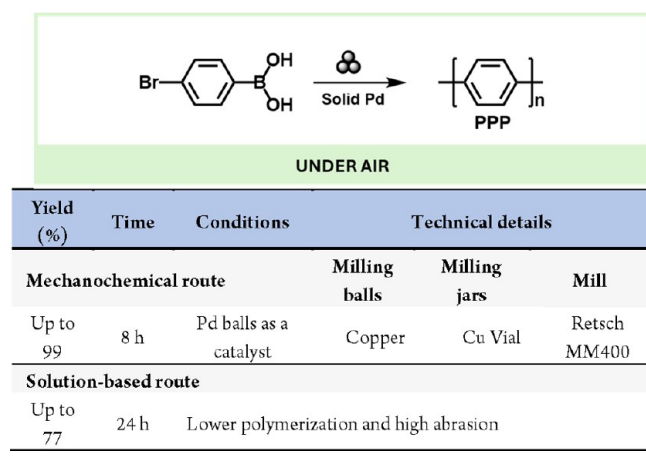 Br
B
OH
OH
Solid Pd
n
PPP
UNDER AIR
Yield
(%)
Time
Conditions
Technical details
Mechanochemical route
Milling
balls
Milling
jars
Mill
Up to
99
8 h
Pd balls as a
catalyst
Copper
Cu Vial
Retsch
MM400
Solution-based route
Up to
77
24 h
Lower polymerization and high abrasion